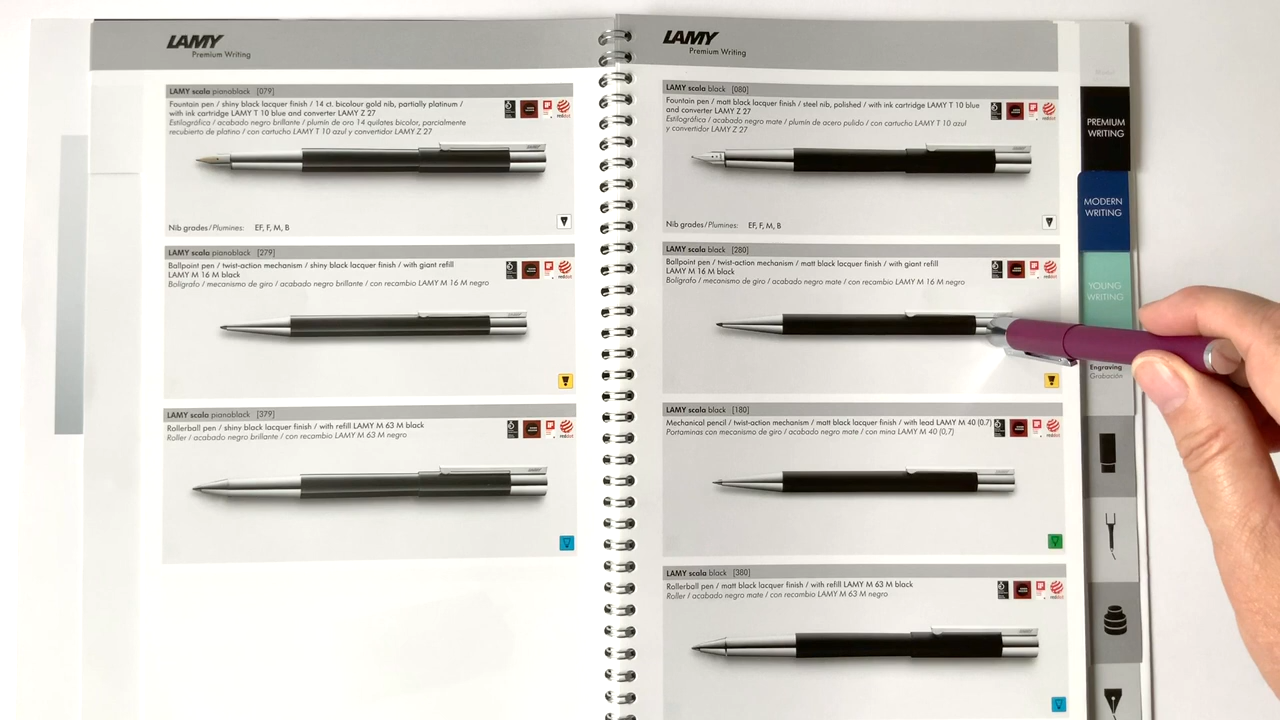 LAMY
Premium Writing
LAMY scala pianoblack [079]
Fountain pen / shiny black lacquer finish / 14 ct. bicolour gold nib, partially platinum /
with ink cartridge LAMY T 10 blue and converter LAMY Z 27
Estilográfica / acabado negro brillante / plumín de oro 14 quilates bicolor, parcialmente
recubierto de platino / con cartucho LAMY T 10 azul y convertidor LAMY Z 27
reddot
LAMY
Nib grades/Plumines: EF, F, M, B
LAMY scala pianoblack [279]
Ballpoint pen / twist-action mechanism / shiny black lacquer finish / with giant refill
LAMY M 16 M black
Bolígrafo / mecanismo de giro / acabado negro brillante / con recambio LAMY M 16 M negro
reddot
LAMY
LAMY scala pianoblack [379]
Rollerball pen / shiny black lacquer finish / with refill LAMY M 63 M black
Roller / acabado negro brillante / con recambio LAMY M 63 M negro
reddot
LAMY
LAMY
Premium Writing
LAMY scala black [080]
Fountain pen / matt black lacquer finish / steel nib, polished / with ink cartridge LAMY T 10 blue
and converter LAMY Z 27
Estilográfica / acabado negro mate / plumín de acero pulido / con cartucho LAMY T 10 azul
y convertidor LAMY Z 27
reddot
LAMY
Nib grades/Plumines: EF, F, M, B
LAMY scala black [280]
Ballpoint pen / twist-action mechanism / matt black lacquer finish / with giant refill
LAMY M 16 M black
Bolígrafo / mecanismo de giro / acabado negro mate / con recambio LAMY M 16 M negro
reddot
LAMY scala black [180]
Mechanical pencil / twist-action mechanism / matt black lacquer finish / with lead LAMY M 40 (0,7)
Portaminas con mecanismo de giro / acabado negro mate / con mina LAMY M 40 (0,7)
reddot
LAMY
LAMY scala black [380]
Rollerball pen / matt black lacquer finish / with refill LAMY M 63 M black
Roller / acabado negro mate / con recambio LAMY M 63 M negro
reddot
LAMY
PREMIUM
WRITING
MODERN
WRITING
YOUNG
WRITING
Engraving
Grabación